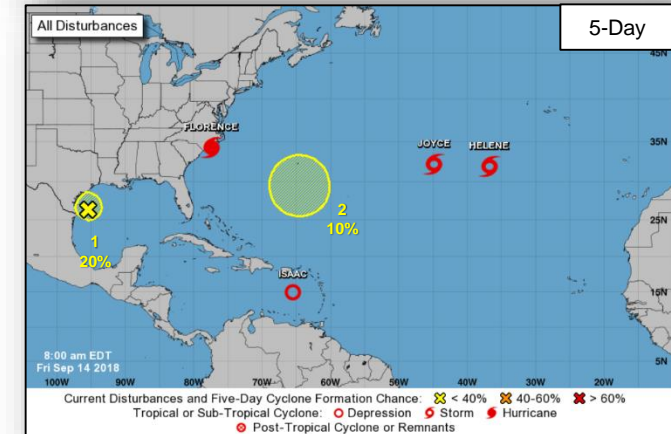 All Disturbances
5-Day
45N
35N
25N
15N
5N
FLORENCE
JOYCE
HELENE
ISAAC
1
20%
2
10%
8:00 am EDT
Fri Sep 14 2018
100W 90W 80W 70W 60W 50W 40W 30W 20W
Current Disturbances and Five-Day Cyclone Formation Chance: < 40% 40-60% > 60%
Tropical or Sub-Tropical Cyclone: Depression Storm Hurricane
Post-Tropical Cyclone or Remnants